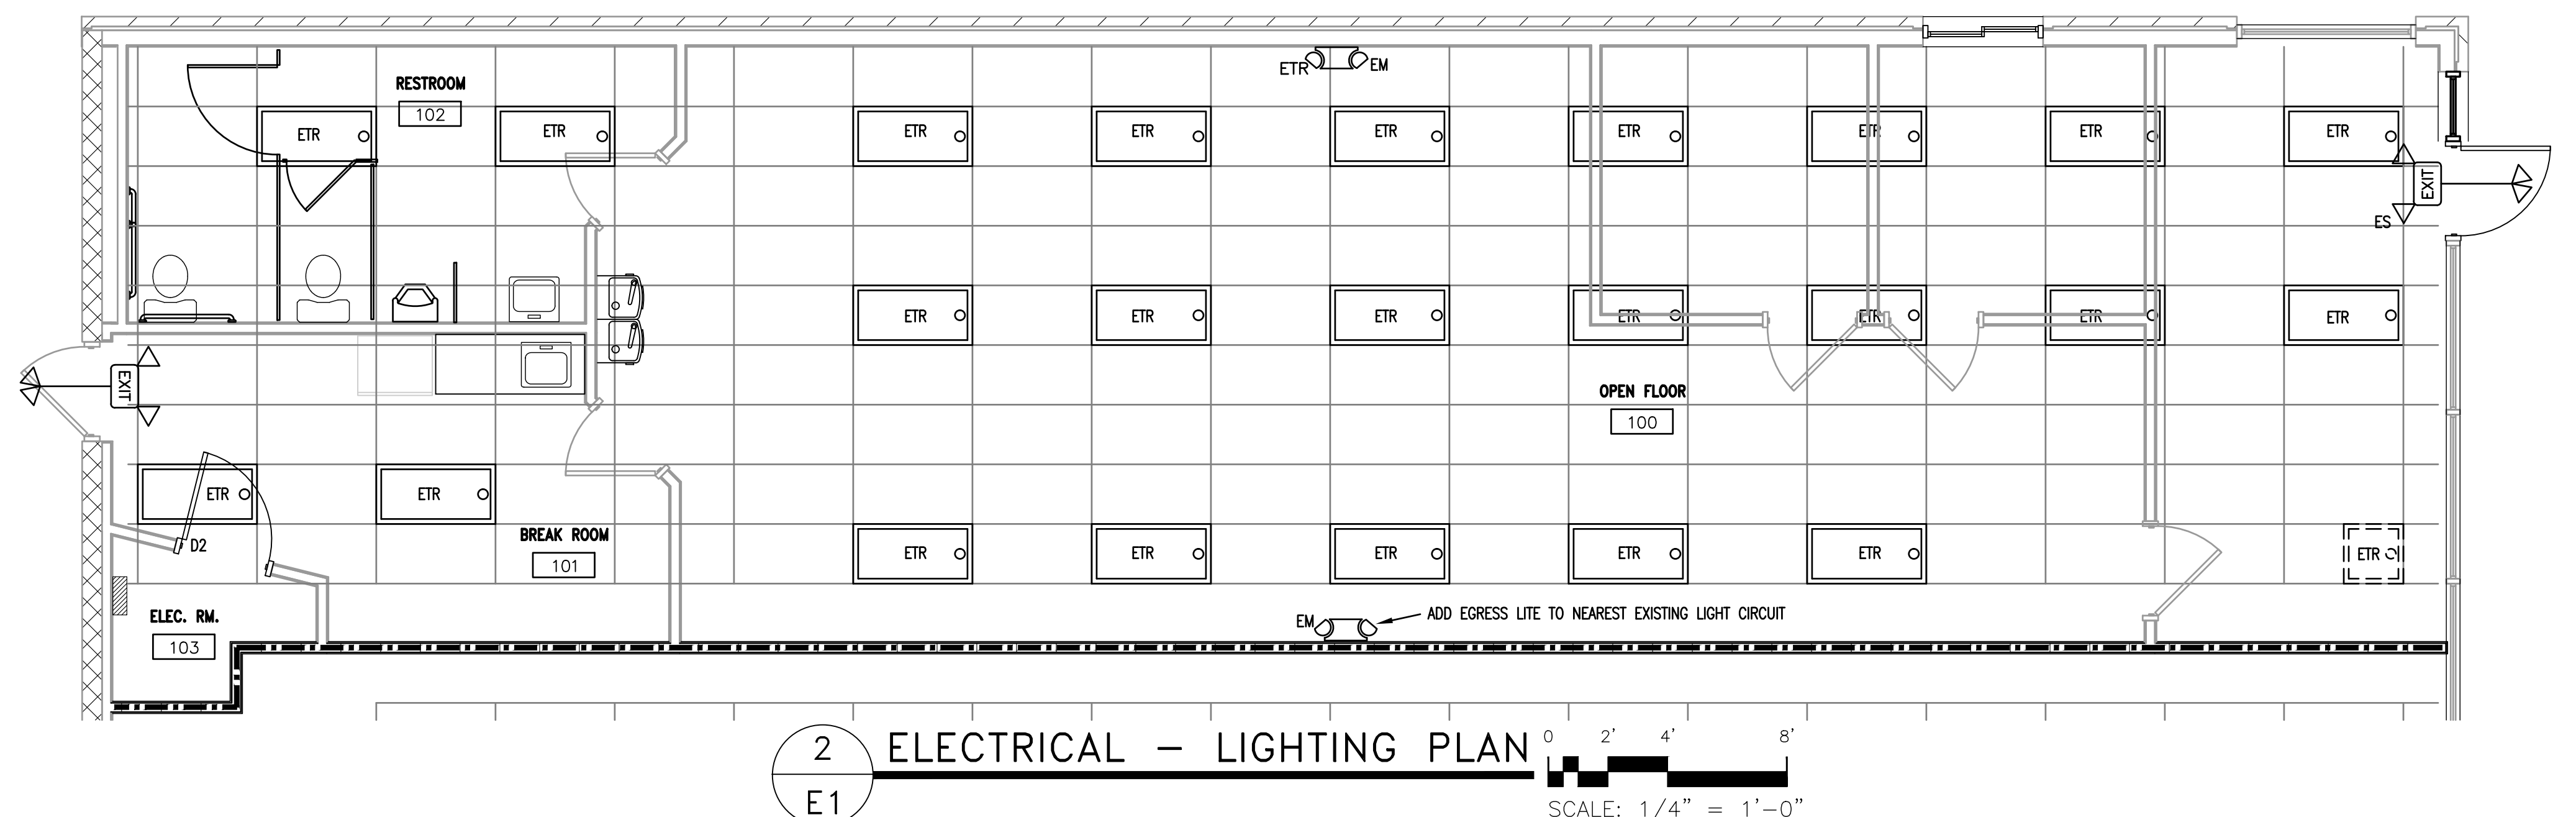 ETR EM
RESTROOM
102
ETR ETR ETR ETR ETR ETR ETR ETR ETR
EXIT
ES
ETR ETR ETR ETR ETR ETR ETR
EXIT
OPEN FLOOR
100
ETR ETR
BREAK ROOM
101
D2
ETR ETR ETR ETR ETR ETR
ELEC. RM.
103
EM ADD EGRESS LITE TO NEAREST EXISTING LIGHT CIRCUIT
2
E1
ELECTRICAL - LIGHTING PLAN
0 2' 4' 8'
SCALE: 1/4" = 1'-0"